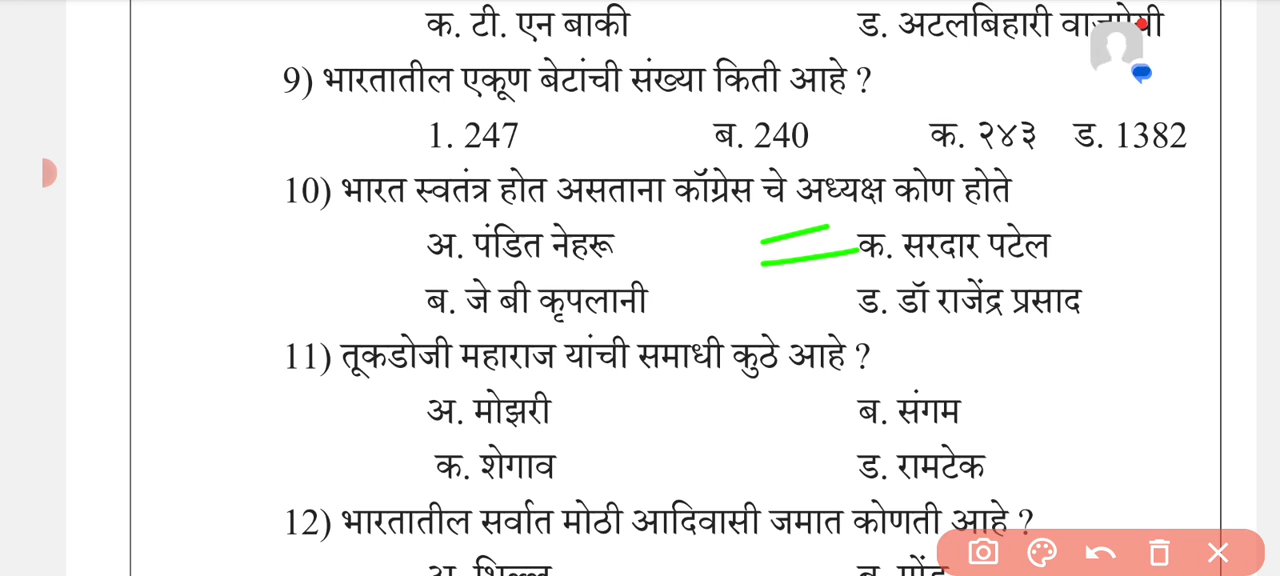 क. टी. एन बाकी ड. अटलबिहारी
9) भारतातील एकूण बेटांची संख्या किती आहे ?
1. 247 ब. 240 क. २४३ ड. 1382
10) भारत स्वतंत्र होत असताना कॉंग्रेस चे अध्यक्ष कोण होते
अ. पंडित नेहरू क. सरदार पटेल
ब. जे बी कृपलानी ड. डॉ राजेंद्र प्रसाद
11) तूकडोजी महाराज यांची समाधी कुठे आहे ?
अ. मोझरी ब. संगम
क. शेगाव ड. रामटेक
12) भारतातील सर्वात मोठी आदिवासी जमात कोणती आहे ?